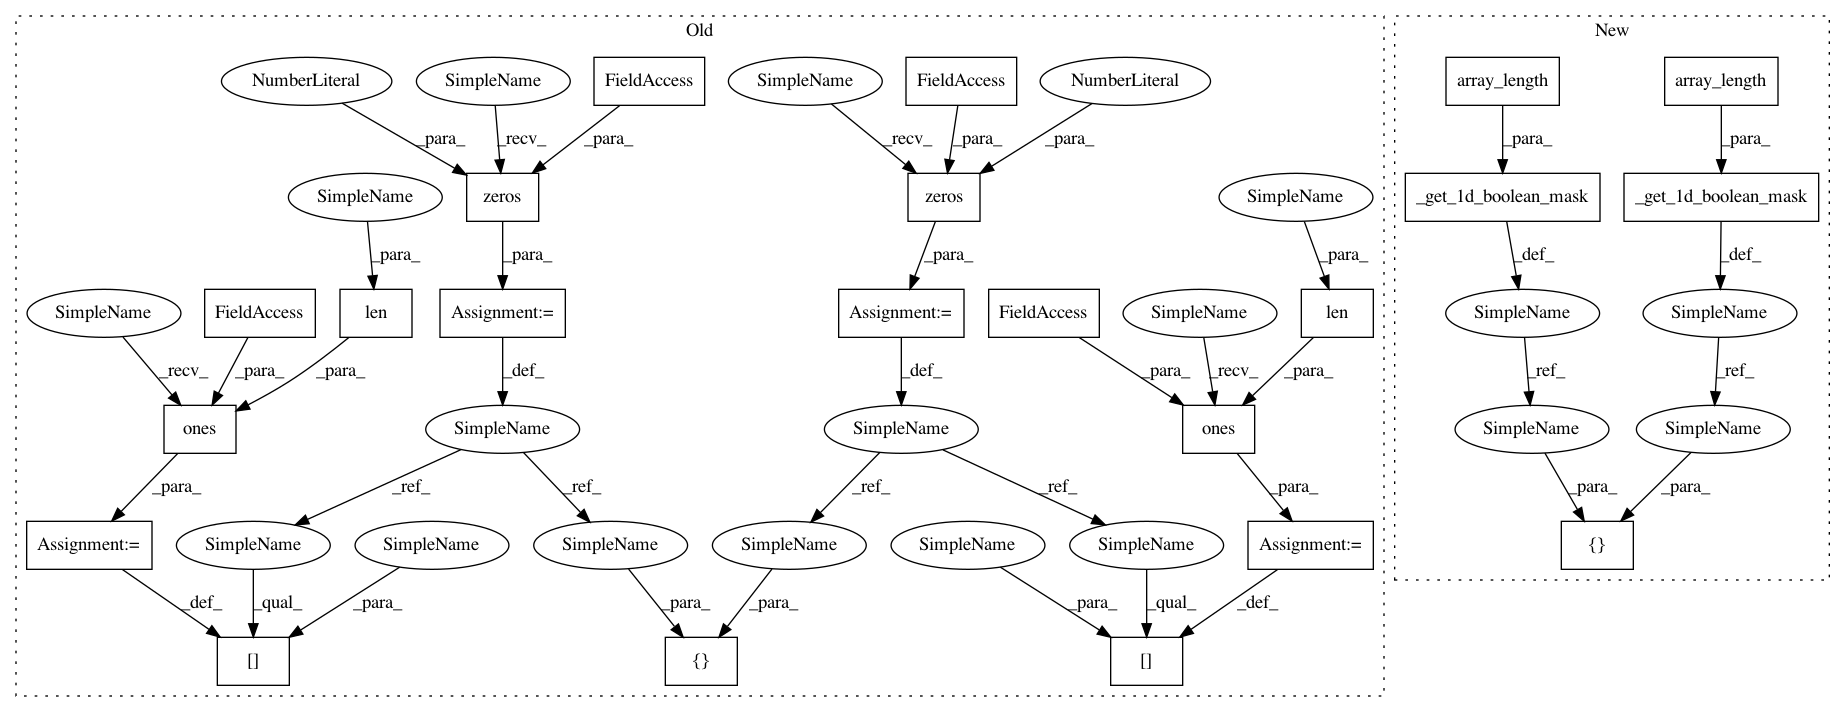 Old
New
NumberLiteral
SimpleName
FieldAccess
SimpleName
FieldAccess
NumberLiteral
array_length
array_length
_para_
_recv_
_para_
_recv_
_para_
_para_
_para_
_para_
SimpleName
zeros
zeros
SimpleName
_get_1d_boolean_mask
_get_1d_boolean_mask
_para_
_para_
_para_
_para_
_def_
_def_
SimpleName
FieldAccess
len
Assignment:=
Assignment:=
FieldAccess
SimpleName
len
SimpleName
SimpleName
_recv_
_para_
_para_
_def_
_def_
_para_
_recv_
_para_
_ref_
_ref_
ones
SimpleName
SimpleName
ones
SimpleName
SimpleName
_para_
_ref_
_ref_
_ref_
_ref_
_para_
_para_
_para_
Assignment:=
SimpleName
SimpleName
SimpleName
SimpleName
SimpleName
SimpleName
Assignment:=
{}
_def_
_qual_
_para_
_para_
_para_
_para_
_qual_
_def_
[]
{}
[]